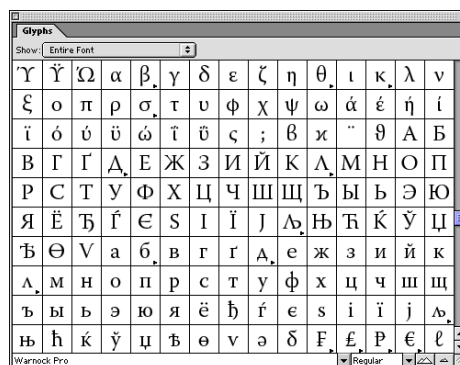 Glyphs
Show: Entire Font
ϒ Ϋ Ω α β γ δ ε ζ η θ ι κ λ ν
ξ ο π ρ σ τ υ φ χ ψ ω ά έ ή ί
ϊ ό ύ ϋ ώ ΐ ΰ ς ; ϐ ϰ ¨ ϑ А Б
В Г Ґ Д Е Ж З И Й К Л М Н О П
Р С Т У Ф Х Ц Ч Ш Щ Ъ Ы Ь Э Ю
Я Ё Ђ Ѓ Є Ѕ І Ї Ј Љ Њ Ћ Ќ Ў Џ
Ѣ Ѳ Ѵ а б в г ґ д е ж з и й к
л м н о п р с т у ф х ц ч ш щ
ъ ы ь э ю я ё ђ ѓ є ѕ і ї ј љ
њ ћ ќ ў џ ѣ ѳ ѵ ə δ ₣ ₤ ₧ € ℓ
Warnock Pro Regular